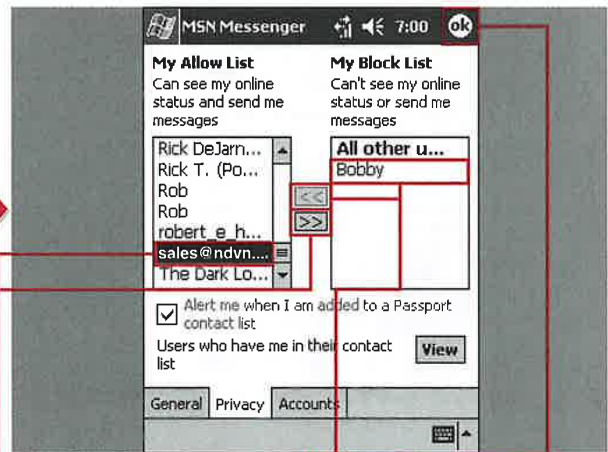 MSN Messenger 7:00 ok
My Allow List
Can see my online
status and send me
messages
My Block List
Can't see my online
status or send me
messages
Rick DeJarn...
Rick T. (Po...
Rob
Rob
robert_e_h...
sales@ndvn....
The Dark Lo...
<<
>>
All other u...
Bobby
Alert me when I am added to a Passport
contact list
Users who have me in their contact
list
View
General Privacy Accounts